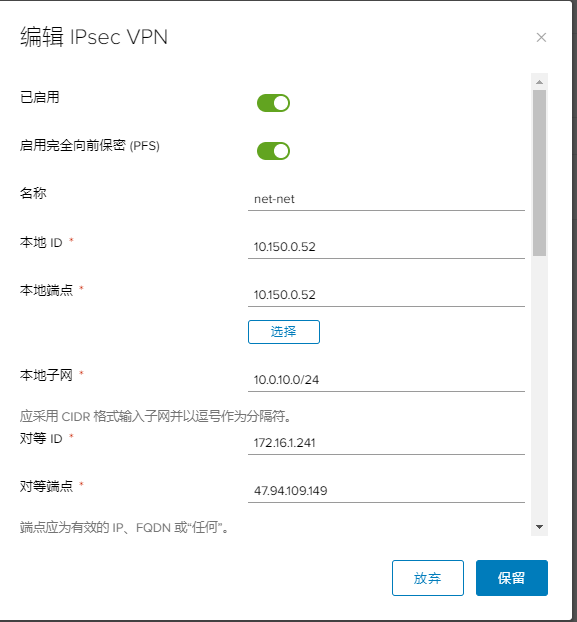 编辑 IPsec VPN
已启用
启用完全向前保密 (PFS)
名称
net-net
本地 ID *
10.150.0.52
本地端点 *
10.150.0.52
选择
本地子网 *
10.0.10.0/24
应采用 CIDR 格式输入子网并以逗号作为分隔符。
对等 ID *
172.16.1.241
对等端点 *
47.94.109.149
端点应为有效的 IP、FQDN 或“任何”。
放弃
保留